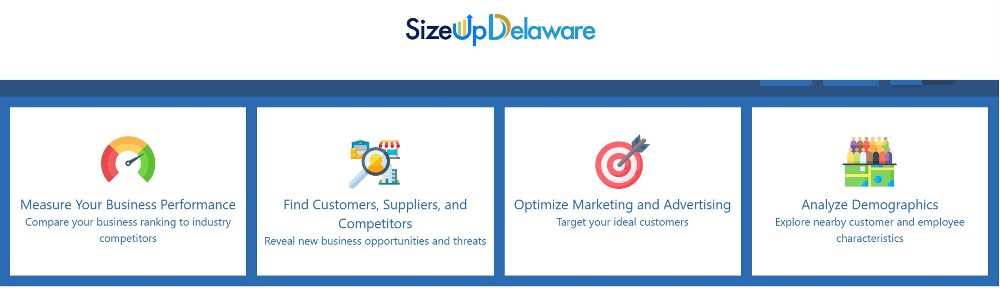 SizeUpDelaware
Measure Your Business Performance
Compare your business ranking to industry
competitors
Find Customers, Suppliers, and
Competitors
Reveal new business opportunities and threats
Optimize Marketing and Advertising
Target your ideal customers
Analyze Demographics
Explore nearby customer and employee
characteristics